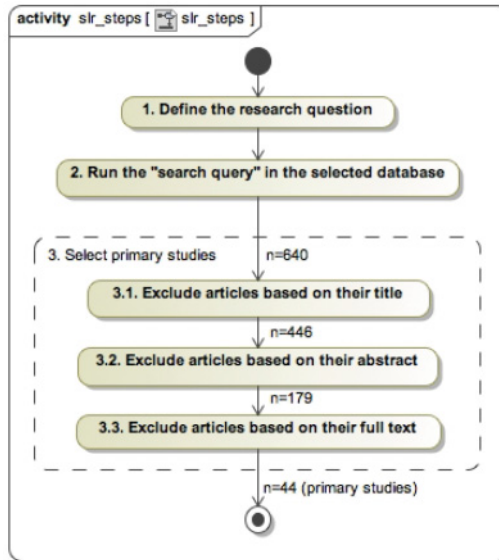 activity slr_steps [ slr_steps ]
1. Define the research question
2. Run the "search query" in the selected database
3. Select primary studies
n=640
3.1. Exclude articles based on their title
n=446
3.2. Exclude articles based on their abstract
n=179
3.3. Exclude articles based on their full text
n=44 (primary studies)